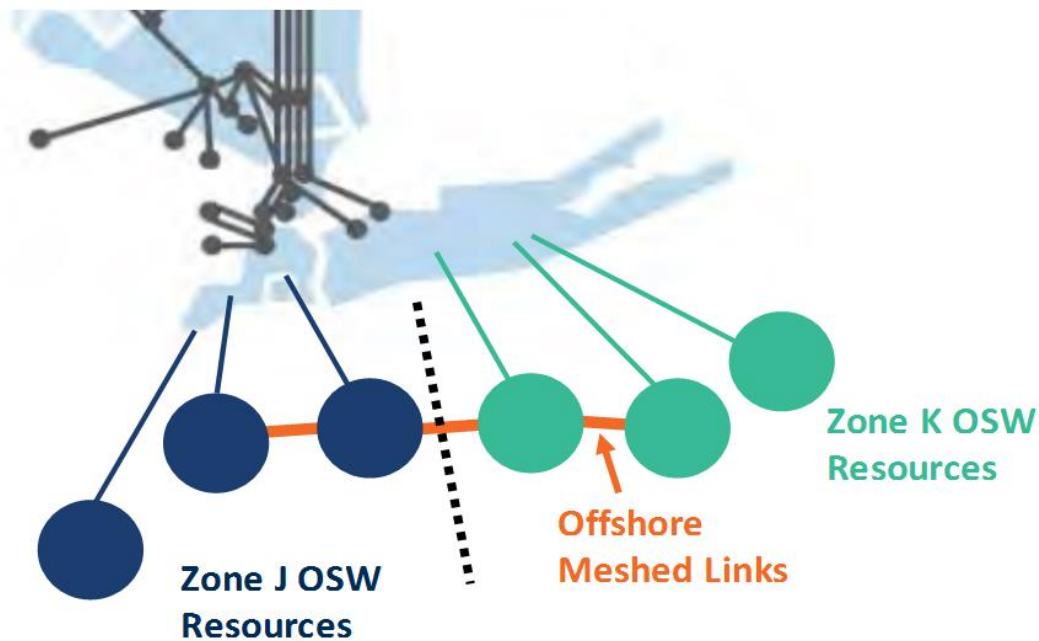 Zone K OSW
Resources
Offshore
Meshed Links
Zone J OSW
Resources